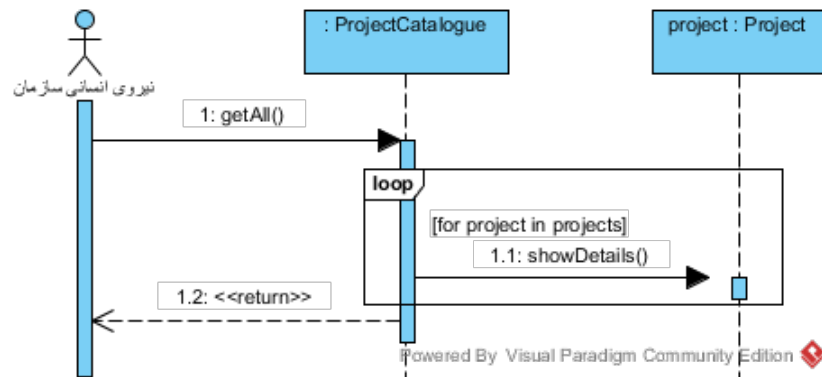 : ProjectCatalogue
project : Project
نیروی انسانی سازمان
1: getAll()
loop
[for project in projects]
1.1: showDetails()
1.2: <<return>>
Powered By Visual Paradigm Community Edition